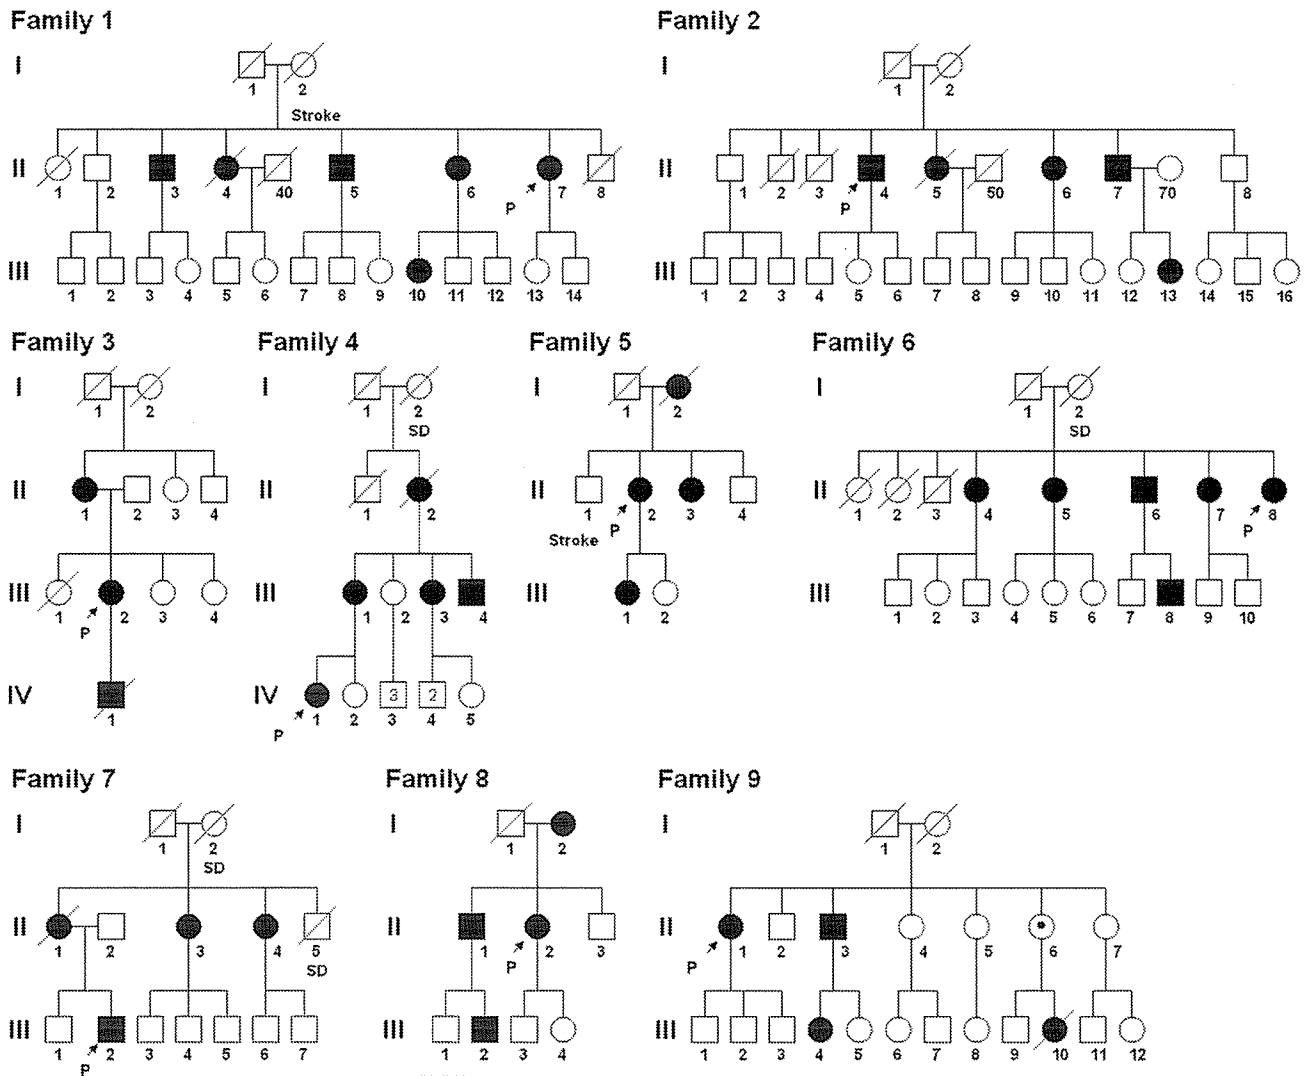 Family 1 Family 2
I I
1 2 1 2
Stroke
II II
1 2 3 4 40 5 6 7 8 1 2 3 4 5 50 6 7 70 8
P P
III III
1 2 3 4 5 6 7 8 9 10 11 12 13 14 1 2 3 4 5 6 7 8 9 10 11 12 13 14 15 16
Family 3 Family 4 Family 5 Family 6
I I I I
1 2 1 2 1 2 1 2
SD SD
II II II II
1 2 3 4 1 2 1 2 3 4 1 2 3 4 5 6 7 8
P P
Stroke
III III III III
1 2 3 4 1 2 3 4 1 2 1 2 3 4 5 6 7 8 9 10
P
IV IV
3 2
1 1 2 3 4 5
P
Family 7 Family 8 Family 9
I I I
1 2 1 2 1 2
SD
II II II
1 2 3 4 5 1 2 3 1 2 3 4 5 6 7
SD P P
III III III
1 2 3 4 5 6 7 1 2 3 4 1 2 3 4 5 6 7 8 9 10 11 12
P